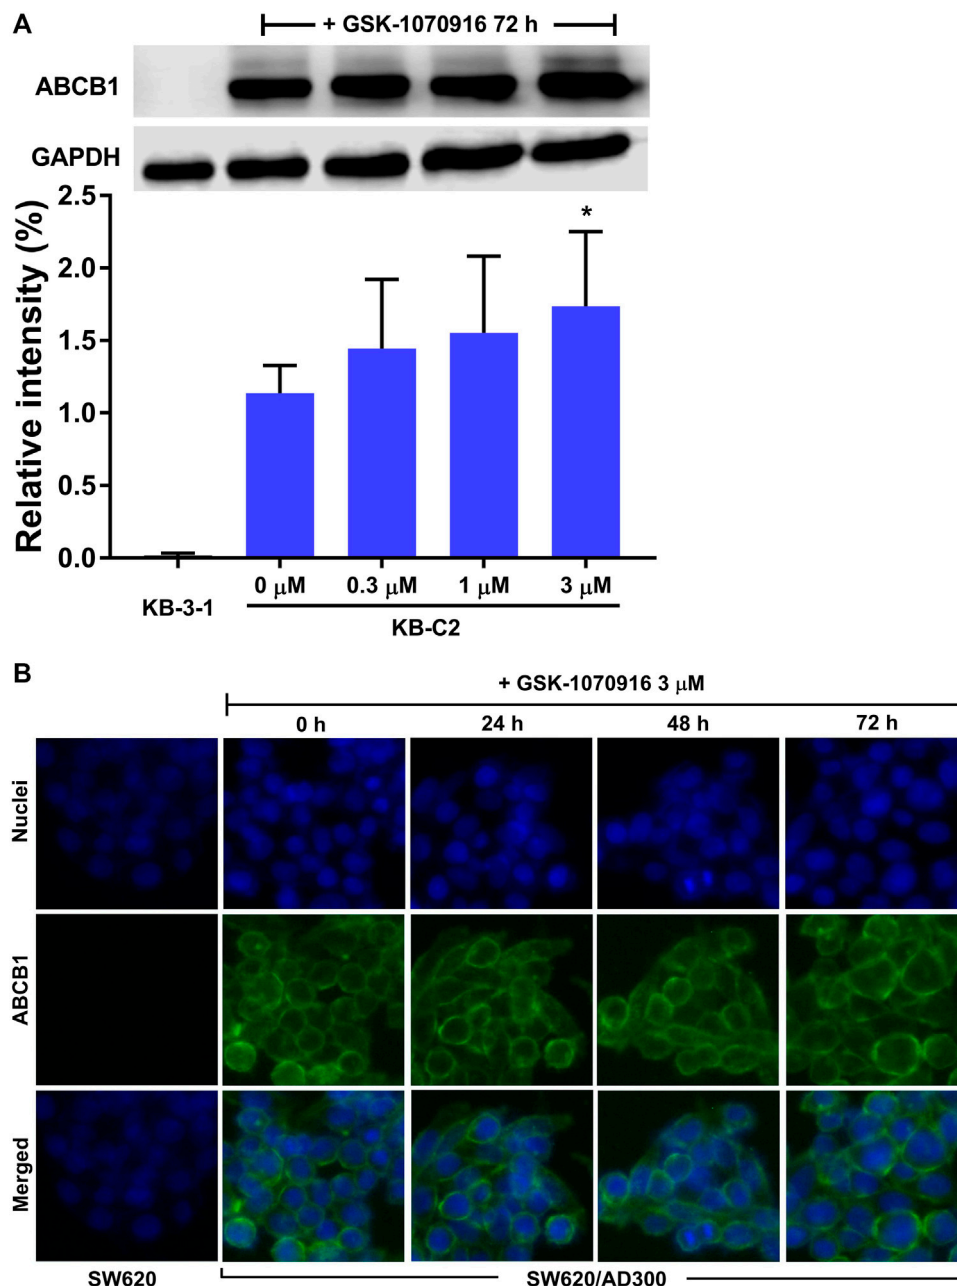 A
+ GSK-1070916 72 h
ABCB1
GAPDH
Relative intensity (%)
2.5
2.0
1.5
1.0
0.5
0.0
*
0 μM 0.3 μM 1 μM 3 μM
KB-3-1
KB-C2
B
+ GSK-1070916 3 μM
0 h 24 h 48 h 72 h
Nuclei
ABCB1
Merged
SW620 SW620/AD300